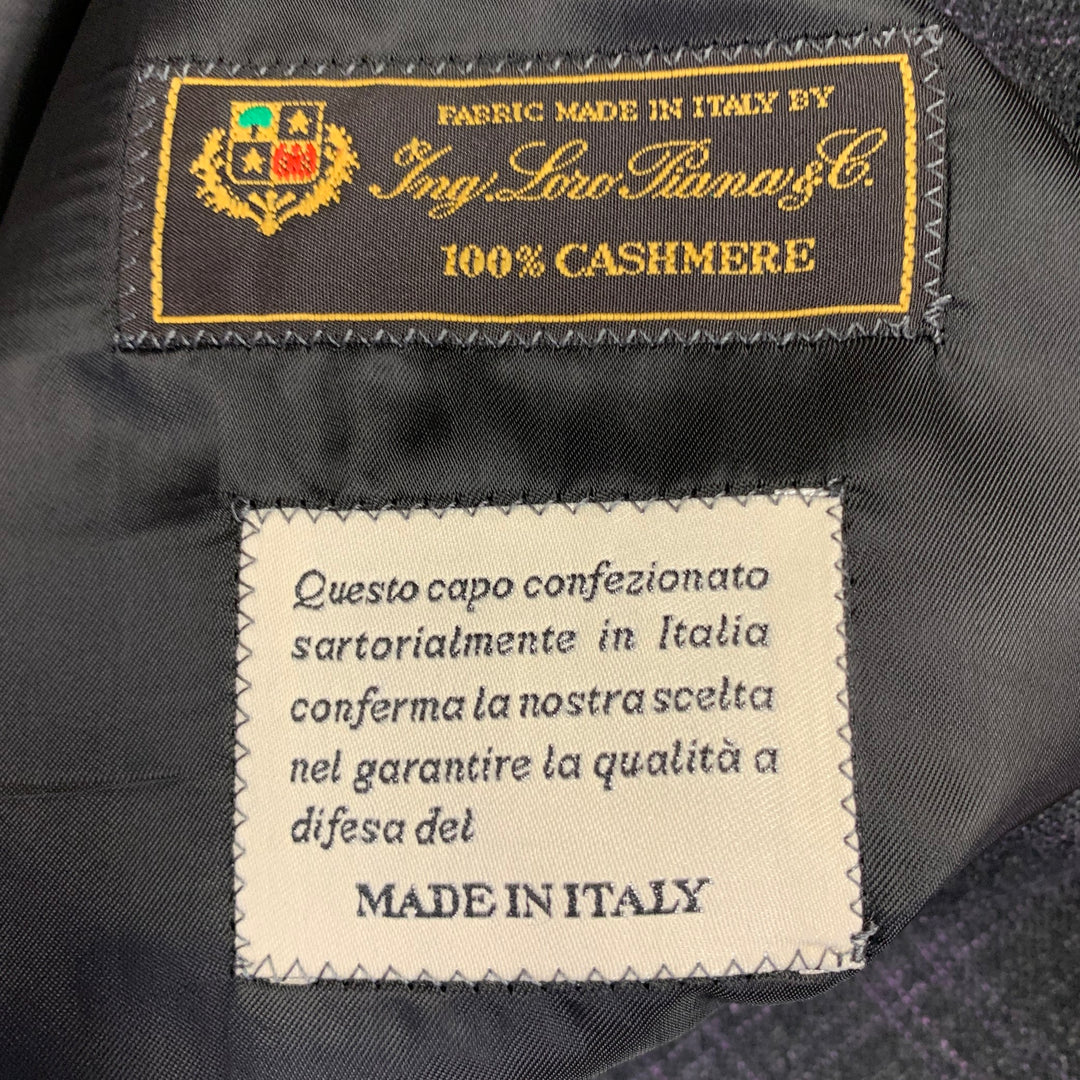 FABRIC MADE IN ITALY BY
Ing. Loro Piana & C.
100% CASHMERE
Questo capo confezionato
sartorialmente in Italia
conferma la nostra scelta
nel garantire la qualità a
difesa del
MADE IN ITALY